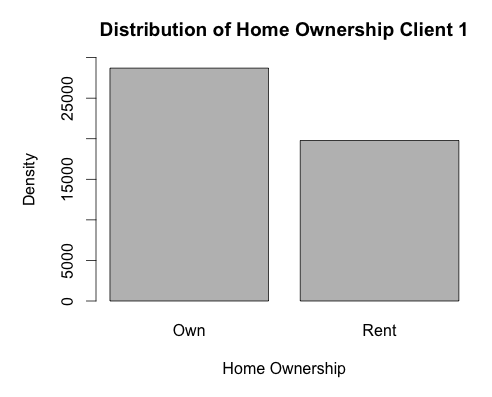 Distribution of Home Ownership Client 1
Density
25000
15000
5000
0
Own
Rent
Home Ownership